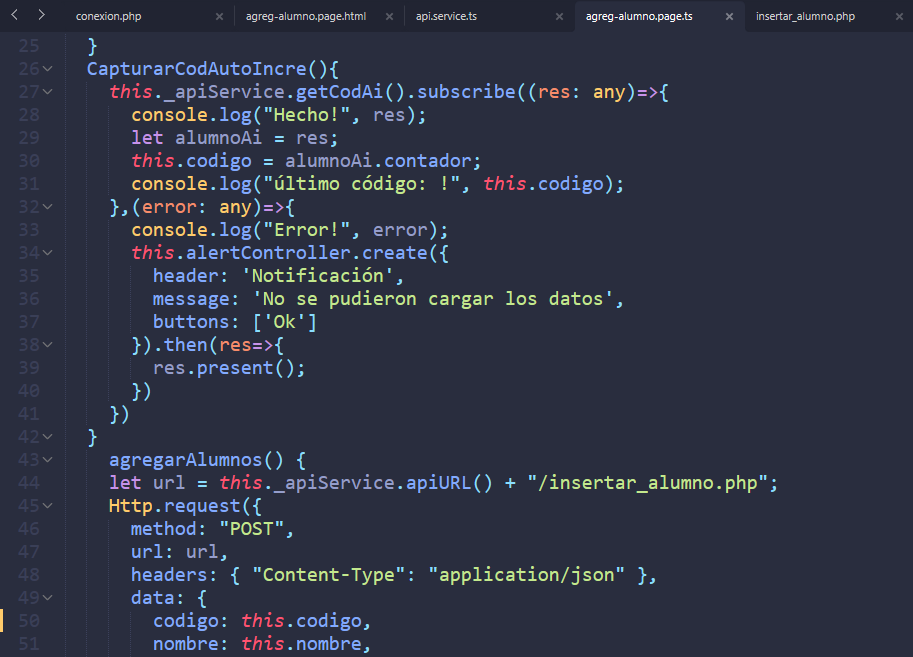 conexion.php × agreg-alumno.page.html × api.service.ts × agreg-alumno.page.ts × insertar_alumno.php ×
25 }
26 CapturarCodAutoIncre(){
27 this._apiService.getCodAi().subscribe((res: any)=>{
28 console.log("Hecho!", res);
29 let alumnoAi = res;
30 this.codigo = alumnoAi.contador;
31 console.log("último código: !", this.codigo);
32 },(error: any)=>{
33 console.log("Error!", error);
34 this.alertController.create({
35 header: 'Notificación',
36 message: 'No se pudieron cargar los datos',
37 buttons: ['Ok']
38 }).then(res=>{
39 res.present();
40 })
41 })
42 }
43 agregarAlumnos() {
44 let url = this._apiService.apiURL() + "/insertar_alumno.php";
45 Http.request({
46 method: "POST",
47 url: url,
48 headers: { "Content-Type": "application/json" },
49 data: {
50 codigo: this.codigo,
51 nombre: this.nombre,